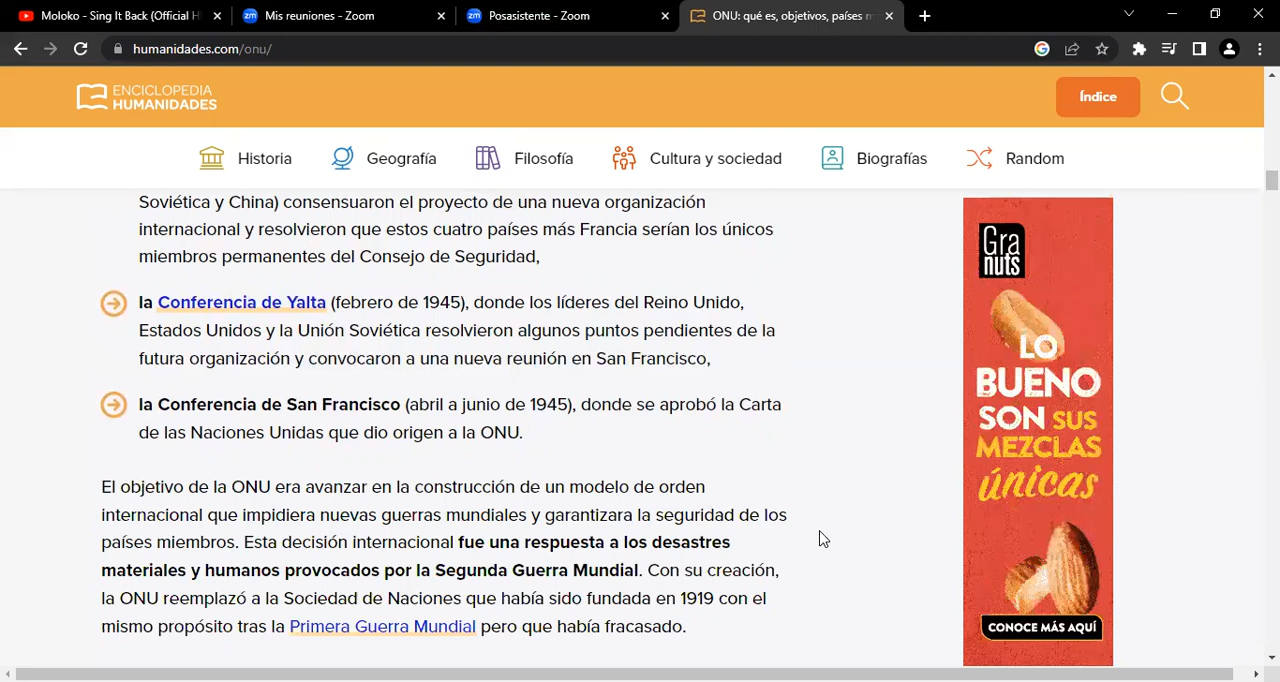 Moloko - Sing It Back (Official H
Mis reuniones - Zoom
Posasistente - Zoom
ONU: qué es, objetivos, países m
humanidades.com/onu/
ENCICLOPEDIA
HUMANIDADES
Índice
Historia
Geografía
Filosofía
Cultura y sociedad
Biografías
Random
Soviética y China) consensuaron el proyecto de una nueva organización
internacional y resolvieron que estos cuatro países más Francia serían los únicos
miembros permanentes del Consejo de Seguridad,
la Conferencia de Yalta (febrero de 1945), donde los líderes del Reino Unido,
Estados Unidos y la Unión Soviética resolvieron algunos puntos pendientes de la
futura organización y convocaron a una nueva reunión en San Francisco,
la Conferencia de San Francisco (abril a junio de 1945), donde se aprobó la Carta
de las Naciones Unidas que dio origen a la ONU.
El objetivo de la ONU era avanzar en la construcción de un modelo de orden
internacional que impidiera nuevas guerras mundiales y garantizara la seguridad de los
países miembros. Esta decisión internacional fue una respuesta a los desastres
materiales y humanos provocados por la Segunda Guerra Mundial. Con su creación,
la ONU reemplazó a la Sociedad de Naciones que había sido fundada en 1919 con el
mismo propósito tras la Primera Guerra Mundial pero que había fracasado.
Gra
nuts
LO
BUENO
SON SUS
MEZCLAS
únicas
CONOCE MÁS AQUÍ